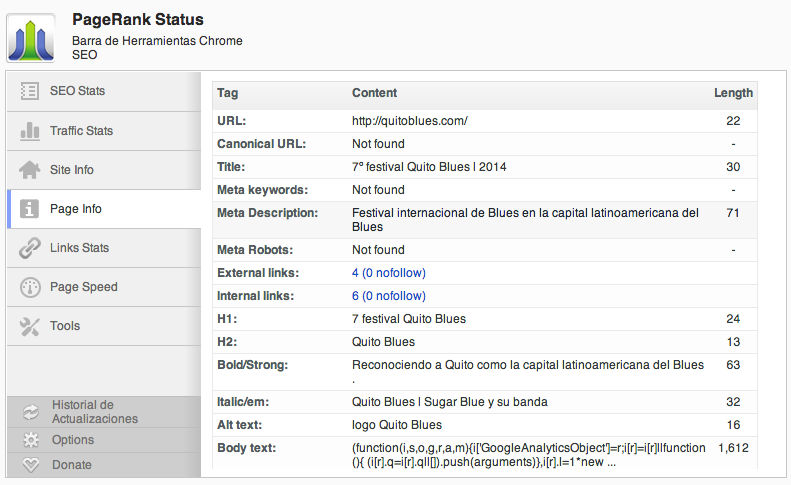 PageRank Status
Barra de Herramientas Chrome
SEO
SEO Stats
Traffic Stats
Site Info
Page Info
Links Stats
Page Speed
Tools
Historial de
Actualizaciones
Options
Donate
Tag Content Length
URL: http://quitoblues.com/ 22
Canonical URL: Not found -
Title: 7º festival Quito Blues l 2014 30
Meta keywords: Not found -
Meta Description: Festival internacional de Blues en la capital latinoamericana del 71
Blues
Meta Robots: Not found -
External links: 4 (0 nofollow)
Internal links: 6 (0 nofollow)
H1: 7 festival Quito Blues 24
H2: Quito Blues 13
Bold/Strong: Reconociendo a Quito como la capital latinoamericana del Blues 63
.
Italic/em: Quito Blues l Sugar Blue y su banda 32
Alt text: logo Quito Blues 16
Body text: (function(i,s,o,g,r,a,m){i['GoogleAnalyticsObject']=r;i[r]=i[r]||function 1,612
(){ (i[r].q=i[r].q||[]).push(arguments)},i[r].l=1*new ...